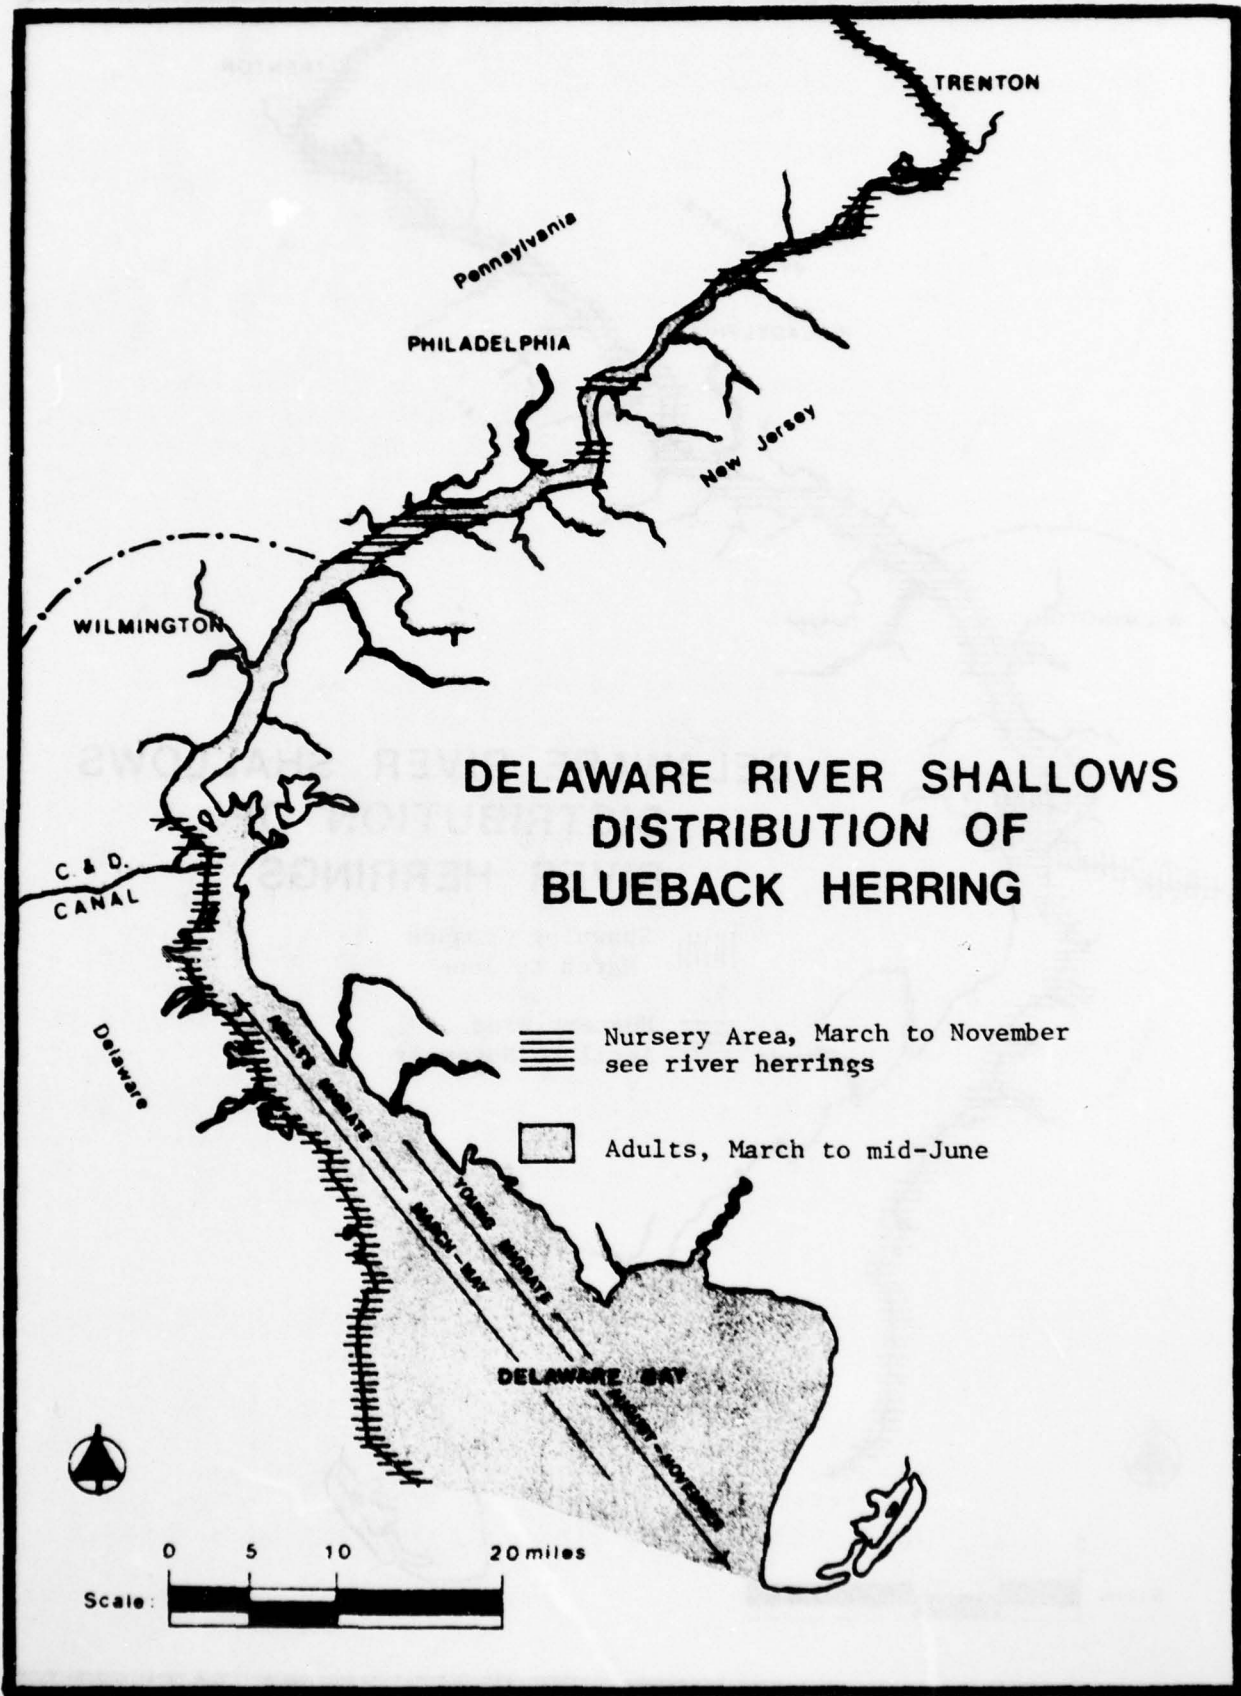 TRENTON
Pennsylvania
PHILADELPHIA
New Jersey
WILMINGTON
DELAWARE RIVER SHALLOWS
DISTRIBUTION OF
BLUEBACK HERRING
C. & D.
CANAL
Nursery Area, March to November
see river herrings
Delaware
Adults, March to mid-June
ADULTS MIGRATE
MARCH - MAY
YOUNG MIGRATE
AUGUST - NOVEMBER
DELAWARE BAY
0 5 10 20 miles
Scale: